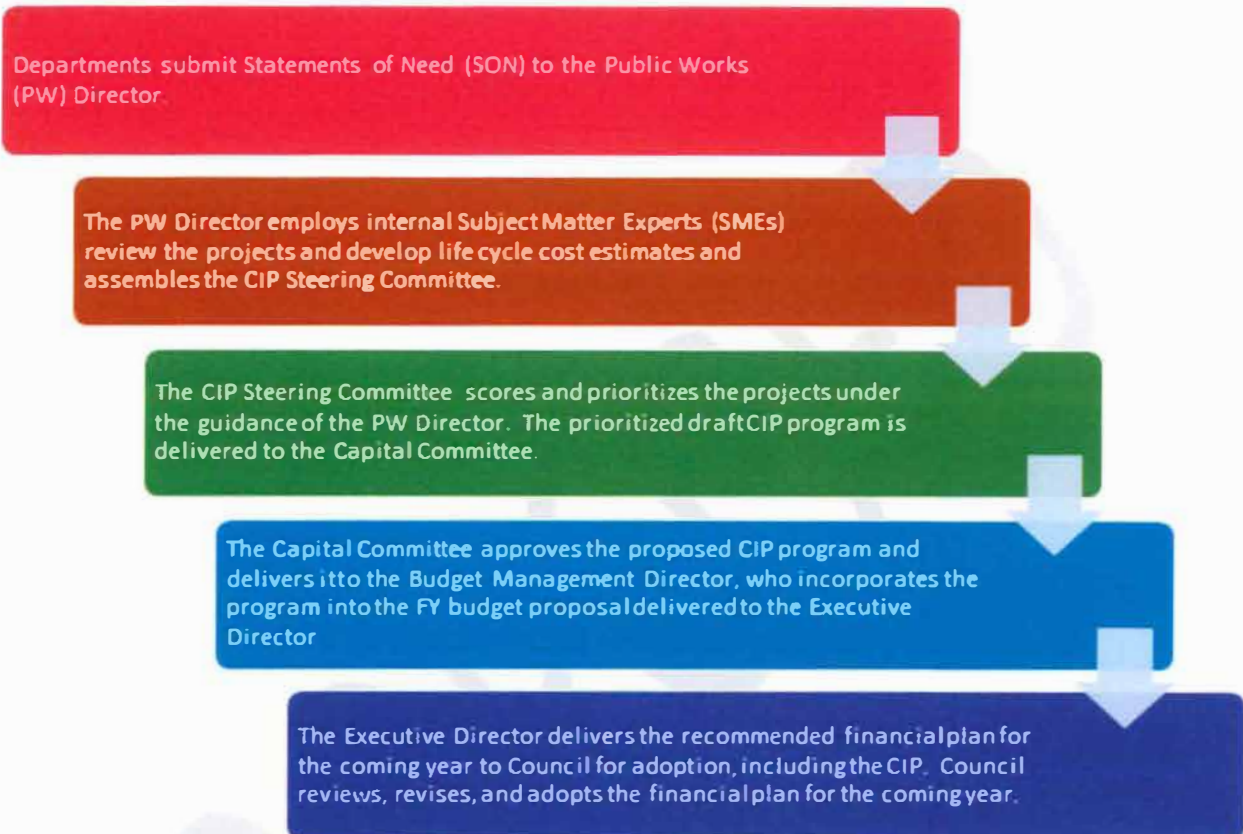 Departments submit Statements of Need (SON) to the Public Works
(PW) Director
The PW Director employs internal Subject Matter Experts (SMEs)
review the projects and develop life cycle cost estimates and
assembles the CIP Steering Committee.
The CIP Steering Committee scores and prioritizes the projects under
the guidance of the PW Director. The prioritized draft CIP program is
delivered to the Capital Committee.
The Capital Committee approves the proposed CIP program and
delivers it to the Budget Management Director, who incorporates the
program into the FY budget proposal delivered to the Executive
Director
The Executive Director delivers the recommended financial plan for
the coming year to Council for adoption, including the CIP. Council
reviews, revises, and adopts the financial plan for the coming year.